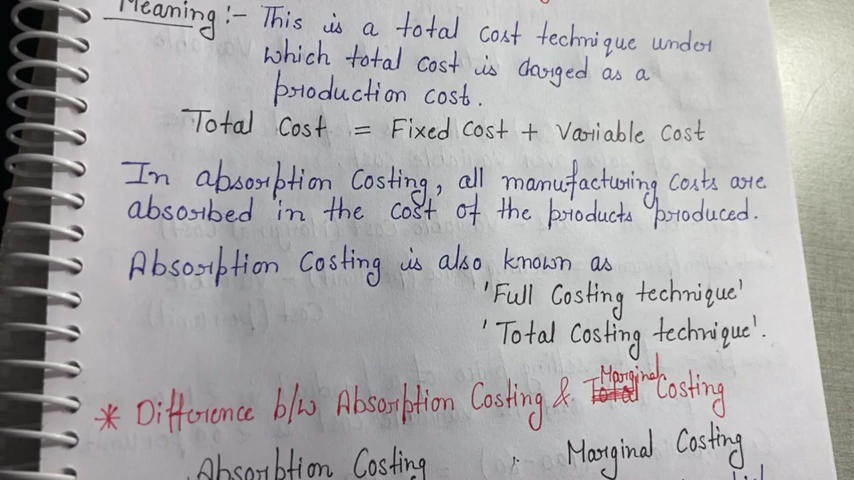 Meaning :- This is a total cost technique under
which total cost is charged as a
production cost.
Total Cost = Fixed Cost + Variable Cost
In absorption Costing, all manufacturing costs are
absorbed in the cost of the products produced.
Absorption Costing is also known as
'Full Costing technique'
'Total Costing technique'.
* Difference b/w Absorption Costing & Marginal Costing
Absorbtion Costing Marginal Costing